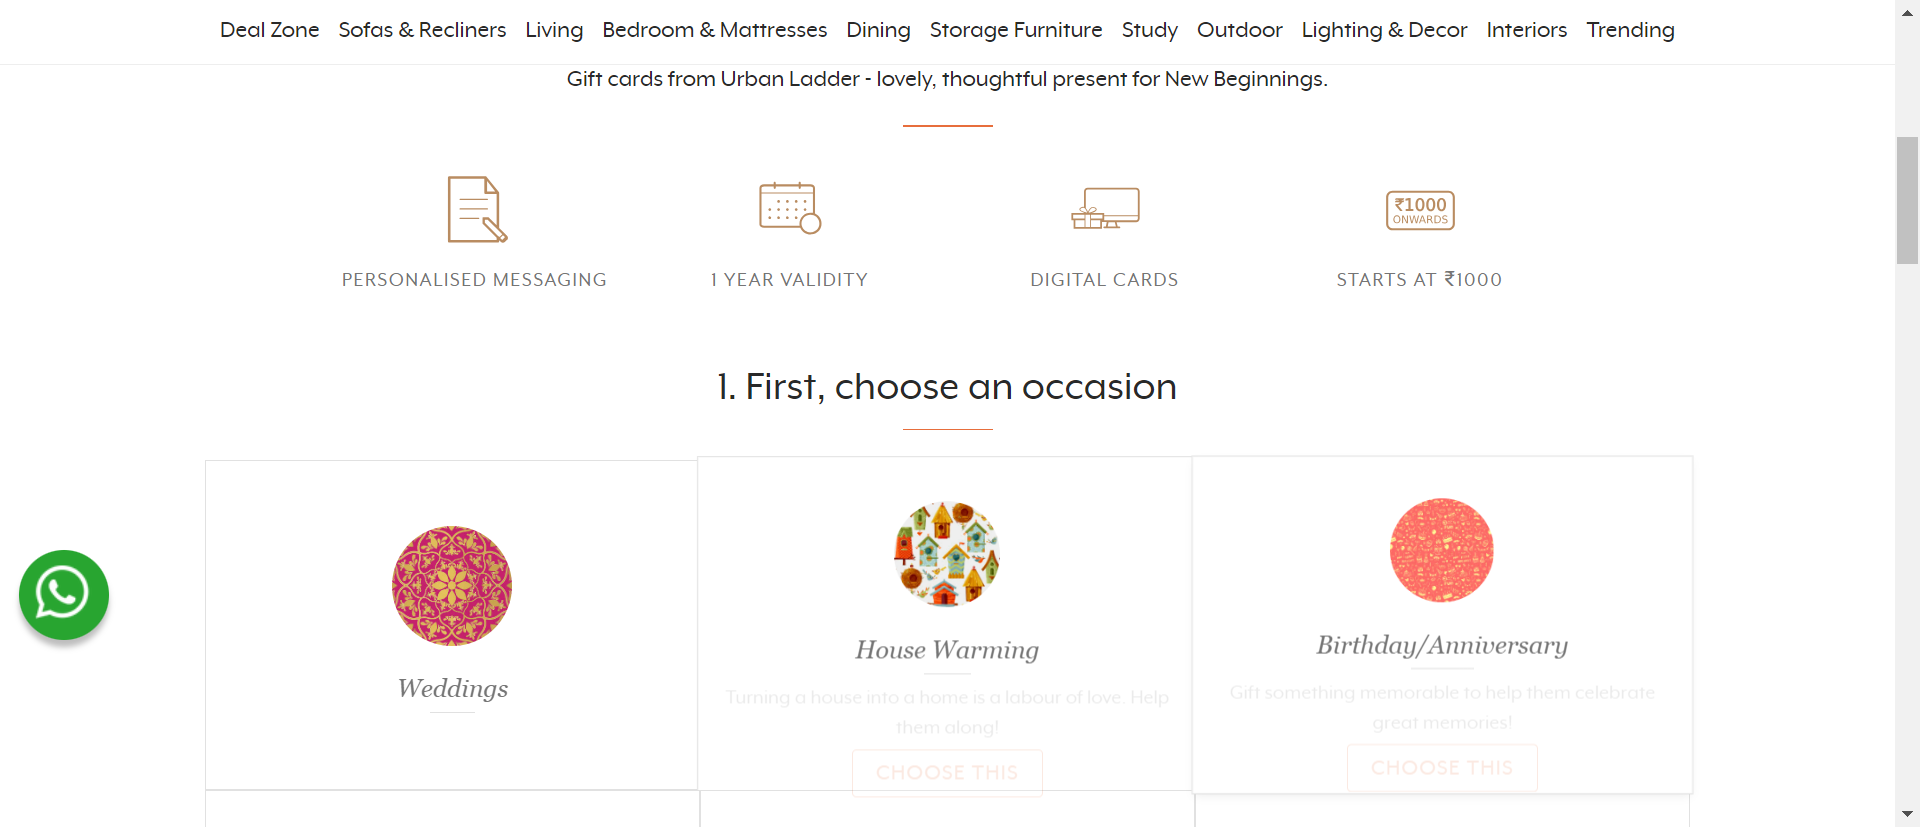 Deal Zone Sofas & Recliners Living Bedroom & Mattresses Dining Storage Furniture Study Outdoor Lighting & Decor Interiors Trending
Gift cards from Urban Ladder - lovely, thoughtful present for New Beginnings.
₹1000
ONWARDS
PERSONALISED MESSAGING
1 YEAR VALIDITY
DIGITAL CARDS
STARTS AT ₹1000
1. First, choose an occasion
Weddings
House Warming
Turning a house into a home is a labour of love. Help
them along!
CHOOSE THIS
Birthday/Anniversary
Gift something memorable to help them celebrate
great memories!
CHOOSE THIS